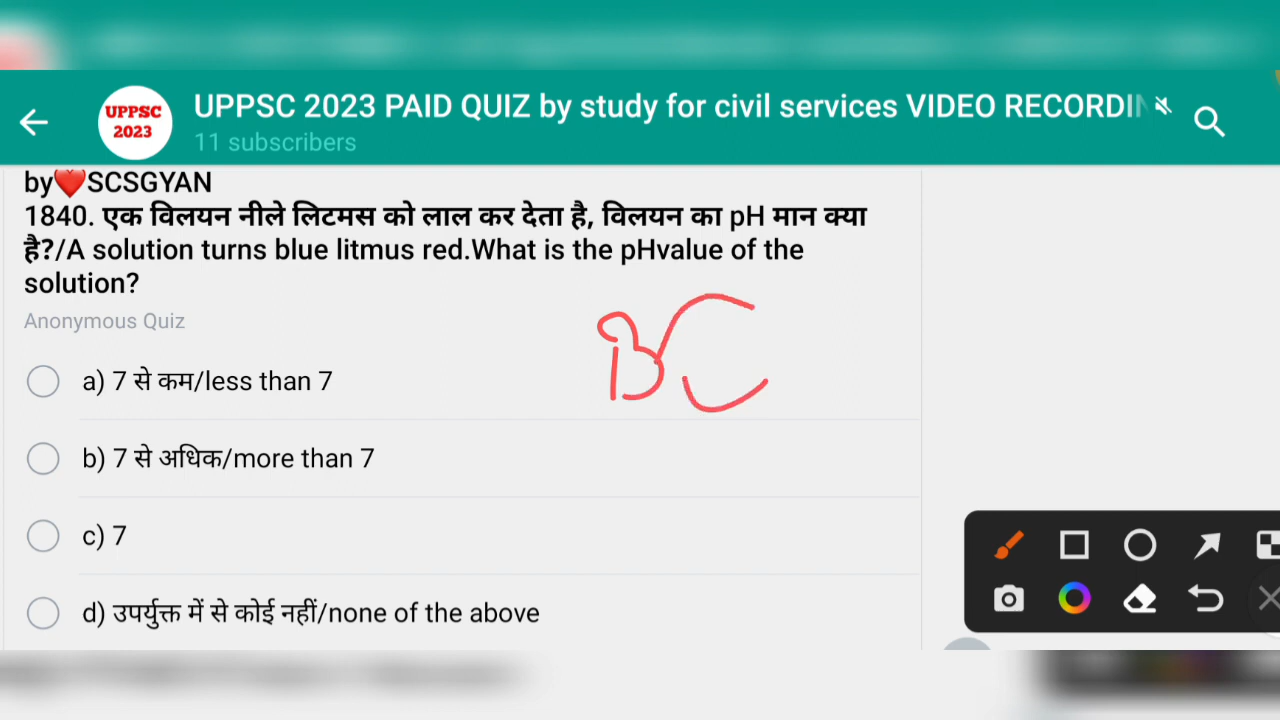 UPPSC
2023
UPPSC 2023 PAID QUIZ by study for civil services VIDEO RECORDIN
11 subscribers
by❤️SCSGYAN
1840. एक विलयन नीले लिटमस को लाल कर देता है, विलयन का pH मान क्या
है?/A solution turns blue litmus red.What is the pHvalue of the
solution?
Anonymous Quiz
BC
a) 7 से कम/less than 7
b) 7 से अधिक/more than 7
c) 7
d) उपर्युक्त में से कोई नहीं/none of the above